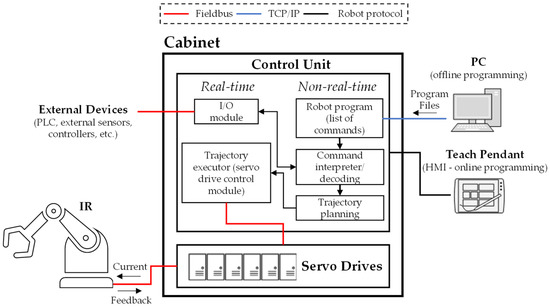 Fieldbus
TCP/IP
Robot protocol
Cabinet
Control Unit
Real-time
Non-real-time
I/O
module
Robot program
(list of
commands)
Trajectory
executor (servo
drive control
module)
Command
interpreter/
decoding
Trajectory
planning
Servo Drives
External Devices
(PLC, external sensors,
controllers, etc.)
IR
Current
Feedback
PC
(offline programming)
Program
Files
Teach Pendant
(HMI - online programming)